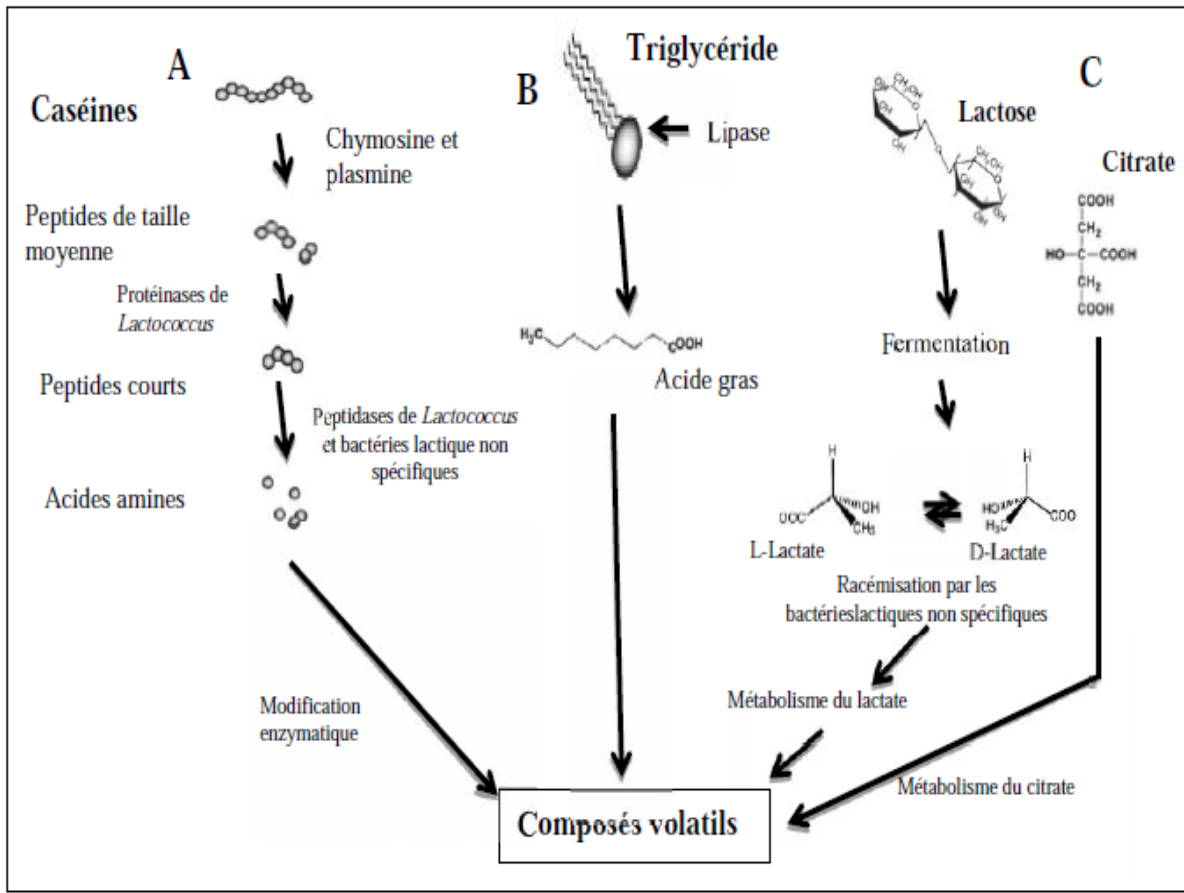 A
Caséines
Chymosine et
plasmine
Peptides de taille
moyenne
Protéinases de
Lactococcus
Peptides courts
Peptidases de Lactococcus
et bactéries lactique non
spécifiques
Acides amines
Modification
enzymatique
B
Triglycéride
Lipase
H₃C
COOH
Acide gras
C
Lactose
Citrate
COOH
CH₂
HO—C—COOH
CH₂
COOH
Fermentation
H
OH
CH₃
L-Lactate
H
HO
H₃C
COO
D-Lactate
Racémisation par les
bactérieslactiques non spécifiques
Métabolisme du lactate
Métabolisme du citrate
Composés volatils